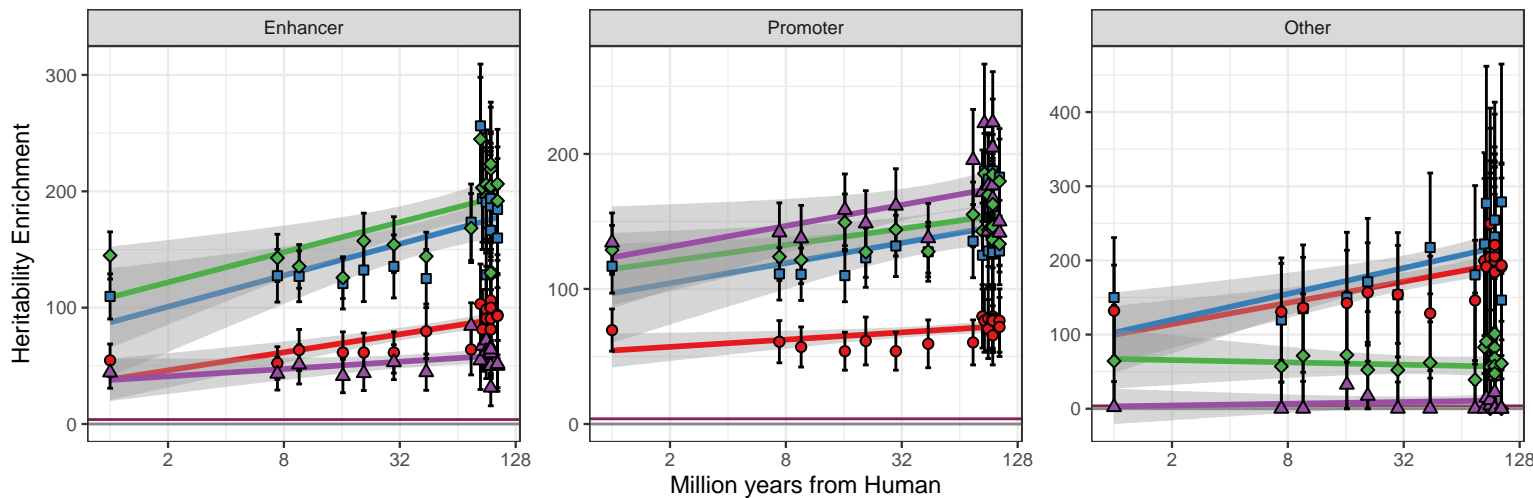 Enhancer
Promoter
Other
Heritability Enrichment
300
200
100
0
200
100
0
400
300
200
100
0
2 8 32 128
2 8 32 128
2 8 32 128
Million years from Human